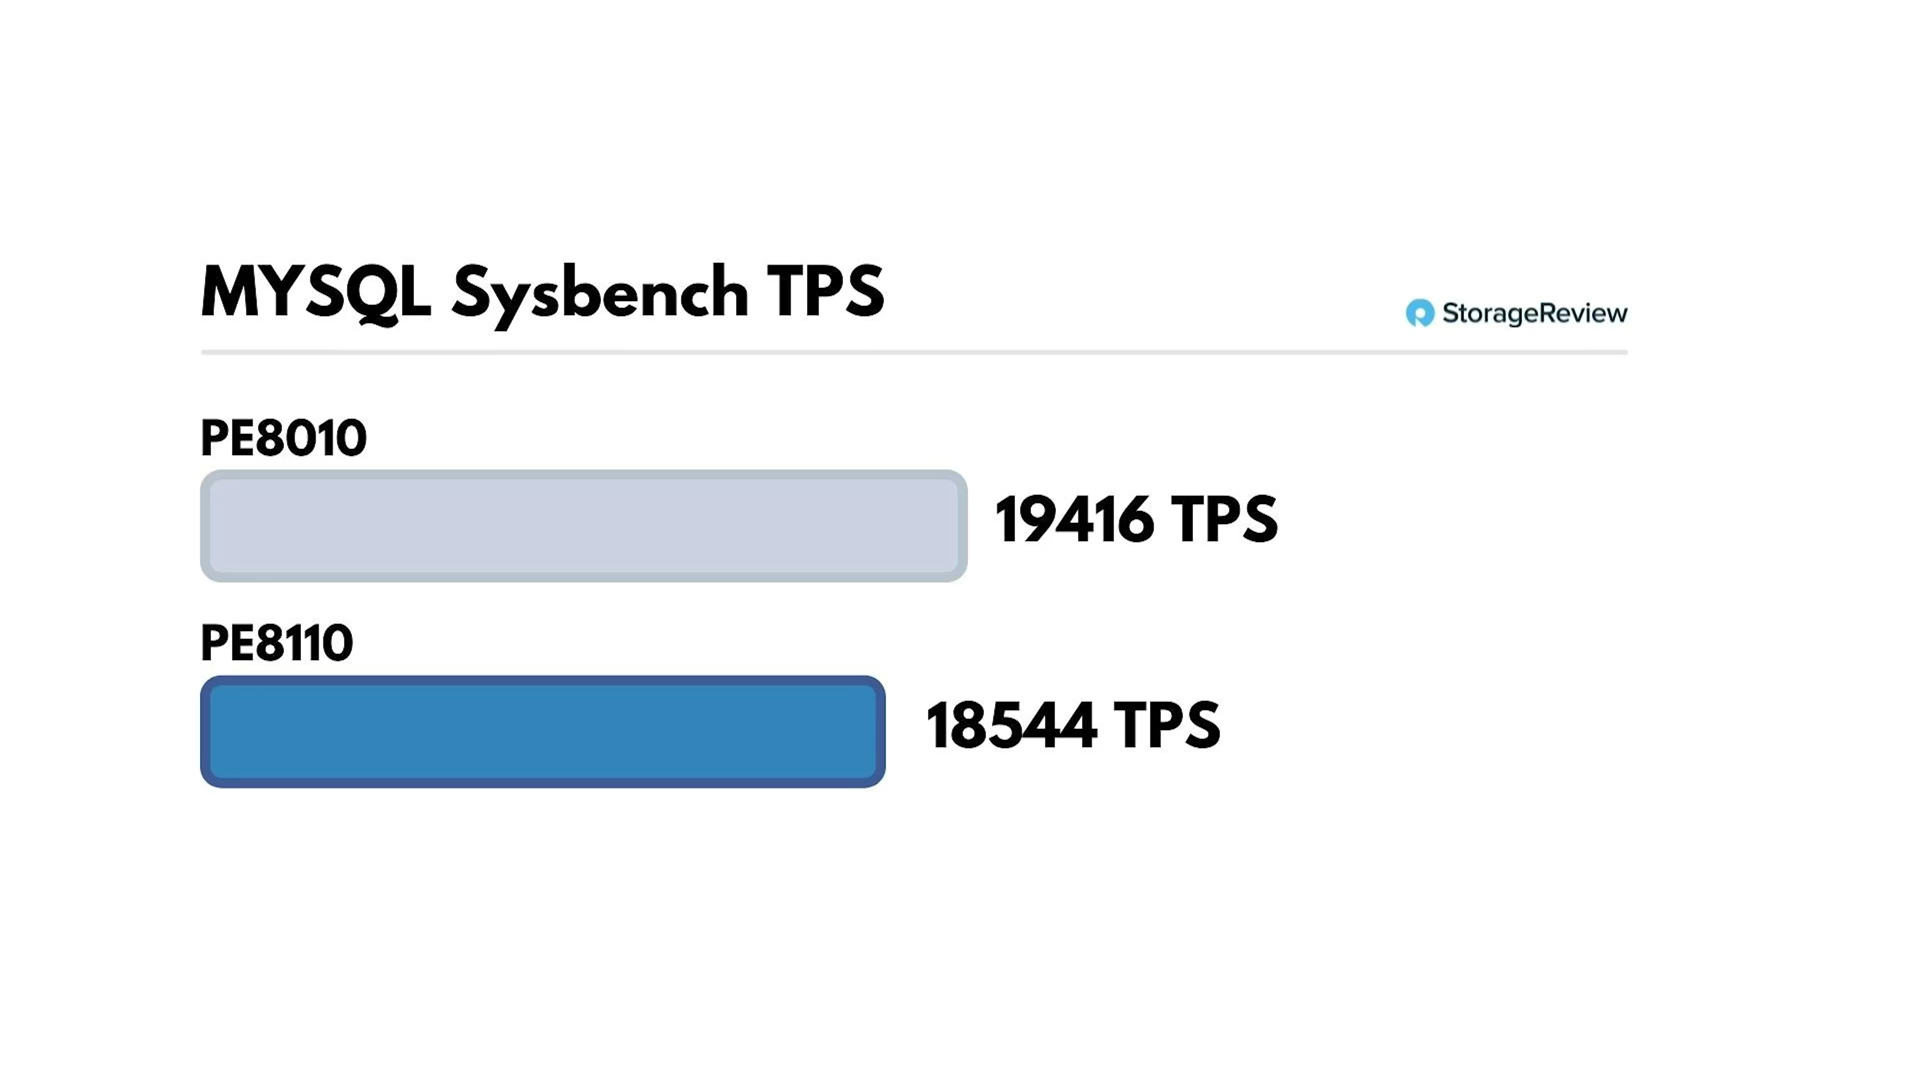 MYSQL Sysbench TPS
StorageReview
PE8010
19416 TPS
PE8110
18544 TPS